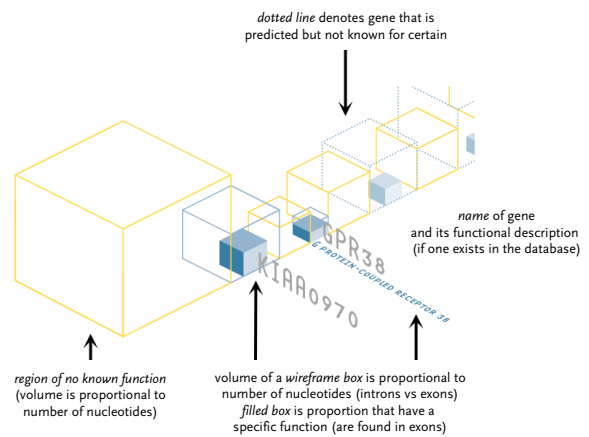 dotted line denotes gene that is
predicted but not known for certain
name of gene
and its functional description
(if one exists in the database)
GPR38
G PROTEIN-COUPLED RECEPTOR 38
KIAA0970
region of no known function
(volume is proportional to
number of nucleotides)
volume of a wireframe box is proportional to
number of nucleotides (introns vs exons)
filled box is proportion that have a
specific function (are found in exons)